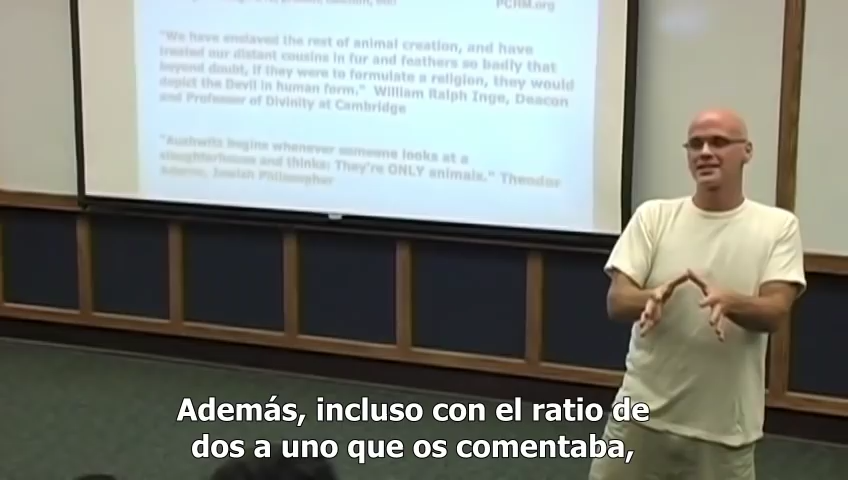 PCRM.org
"We have enslaved the rest of animal creation, and have
treated our distant cousins in fur and feathers so badly that
beyond doubt, if they were to formulate a religion, they would
depict the Devil in human form." William Ralph Inge, Deacon
and Professor of Divinity at Cambridge
"Auschwitz begins whenever someone looks at a
slaughterhouse and thinks: They're ONLY animals." Theodor
Adorno, Jewish Philosopher
Además, incluso con el ratio de
dos a uno que os comentaba,